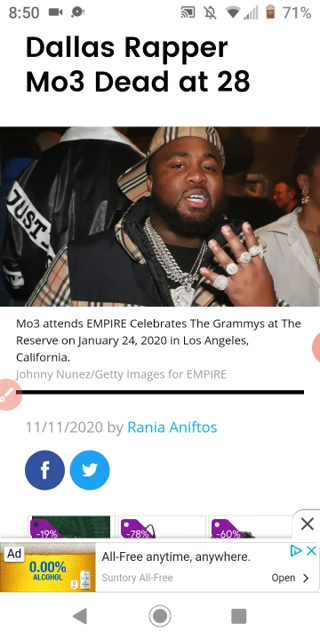 8:50
71%
Dallas Rapper
Mo3 Dead at 28
JUST
Mo3 attends EMPIRE Celebrates The Grammys at The
Reserve on January 24, 2020 in Los Angeles,
California.
Johnny Nunez/Getty Images for EMPIRE
11/11/2020 by Rania Aniftos
-19%
-78%
-60%
Ad
0.00%
ALCOHOL
All-Free anytime, anywhere.
Suntory All-Free
Open